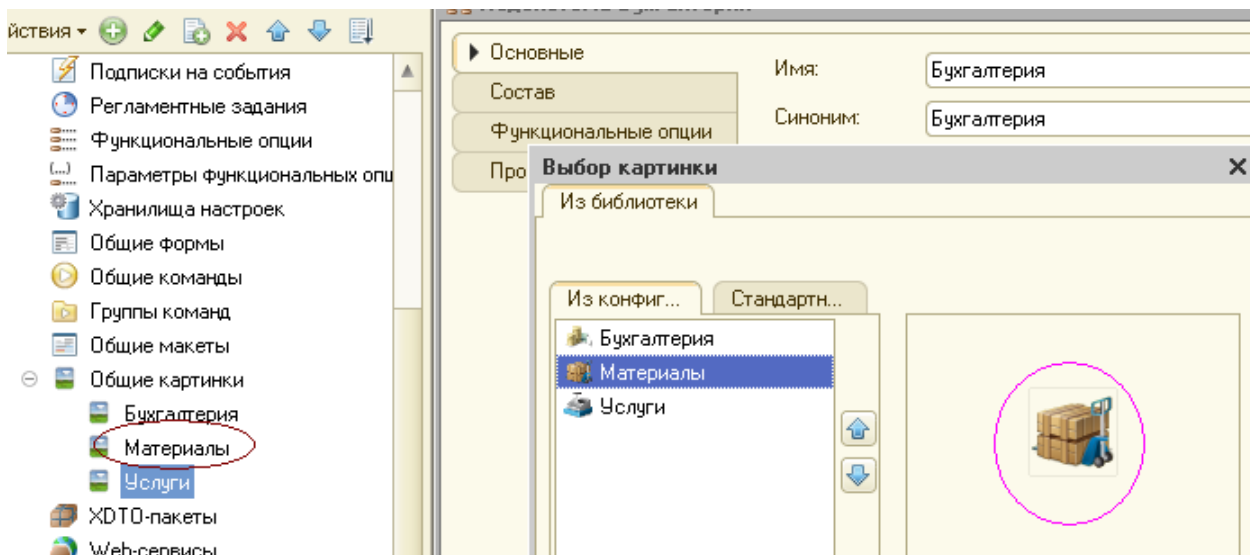 йствия
Подписки на события
Регламентные задания
Функциональные опции
Параметры функциональных опц
Хранилища настроек
Общие формы
Общие команды
Группы команд
Общие макеты
Общие картинки
Бухгалтерия
Материалы
Услуги
XDTO-пакеты
Web-сервисы
Основные
Состав
Функциональные опции
Про
Имя:
Бухгалтерия
Синоним:
Бухгалтерия
Выбор картинки
Из библиотеки
Из конфиг...
Стандартн...
Бухгалтерия
Материалы
Услуги